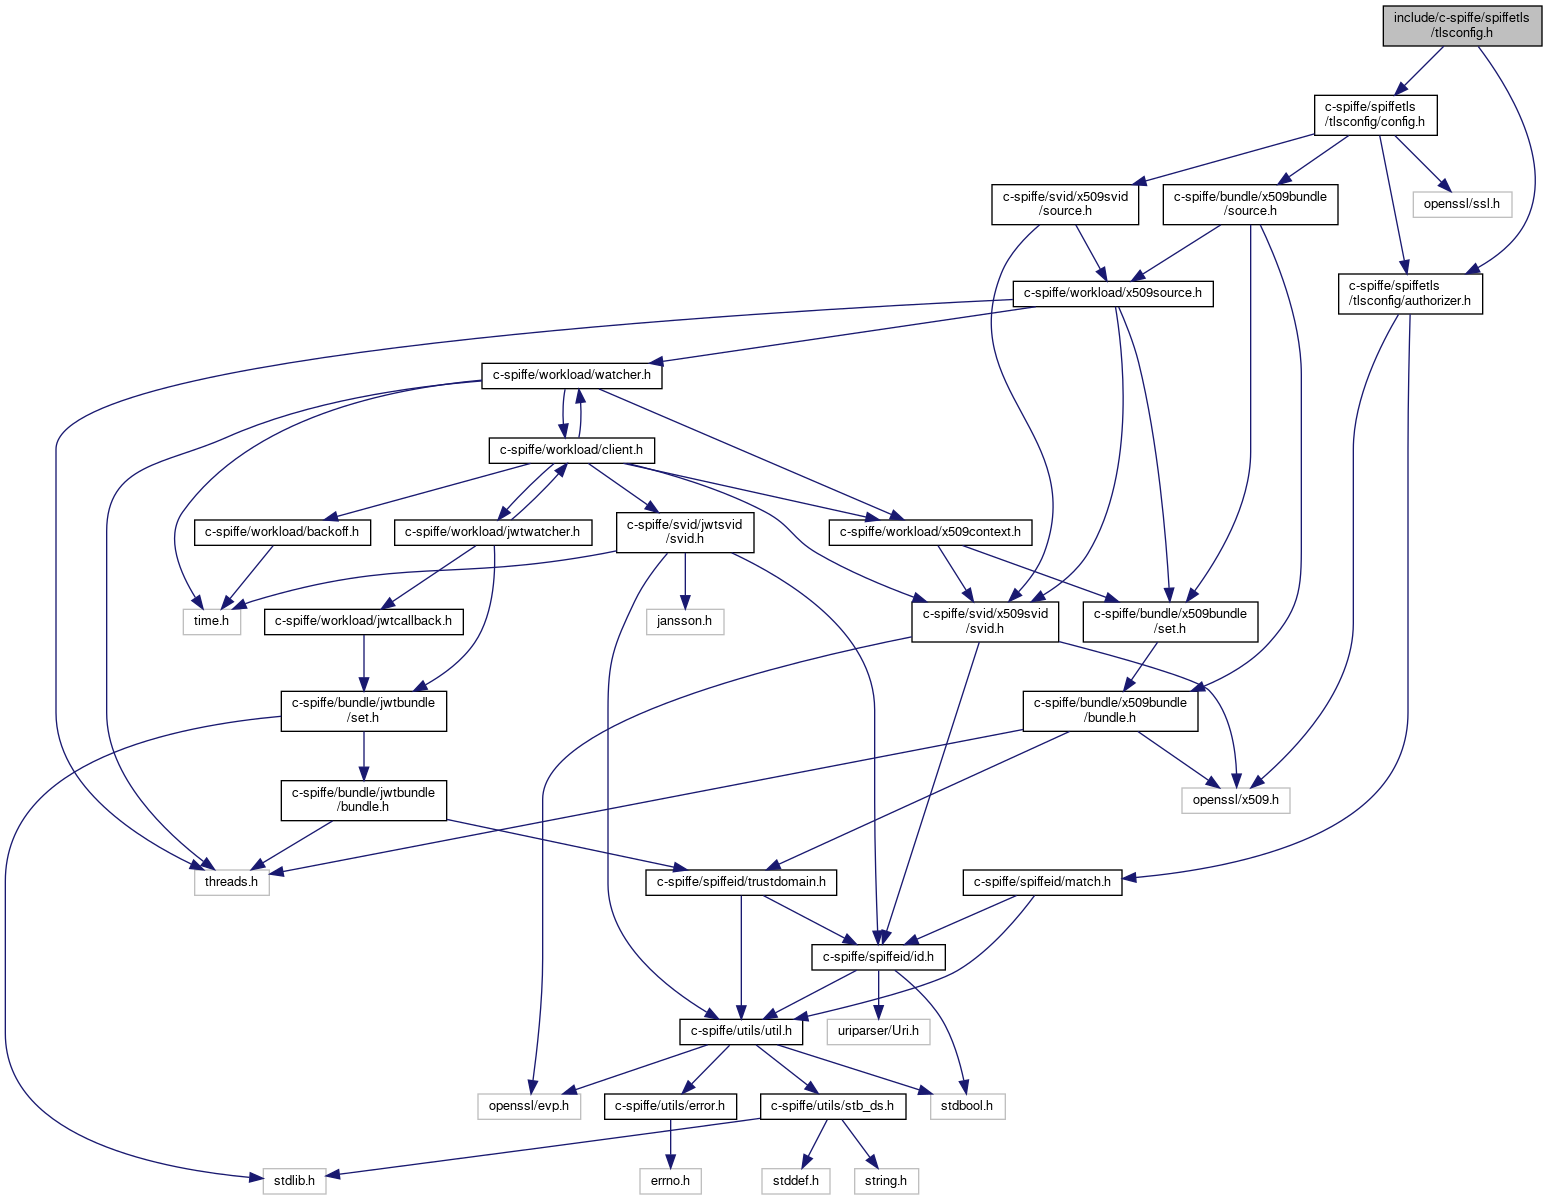 include/c-spiffe/spiffetls
/tlsconfig.h
c-spiffe/spiffetls
/tlsconfig/config.h
c-spiffe/svid/x509svid
/source.h
c-spiffe/bundle/x509bundle
/source.h
openssl/ssl.h
c-spiffe/workload/x509source.h
c-spiffe/spiffetls
/tlsconfig/authorizer.h
c-spiffe/workload/watcher.h
c-spiffe/workload/client.h
c-spiffe/workload/backoff.h
c-spiffe/workload/jwtwatcher.h
c-spiffe/svid/jwtsvid
/svid.h
c-spiffe/workload/x509context.h
time.h
c-spiffe/workload/jwtcallback.h
jansson.h
c-spiffe/svid/x509svid
/svid.h
c-spiffe/bundle/x509bundle
/set.h
c-spiffe/bundle/jwtbundle
/set.h
c-spiffe/bundle/x509bundle
/bundle.h
c-spiffe/bundle/jwtbundle
/bundle.h
openssl/x509.h
threads.h
c-spiffe/spiffeid/trustdomain.h
c-spiffe/spiffeid/match.h
c-spiffe/spiffeid/id.h
c-spiffe/utils/util.h
uriparser/Uri.h
openssl/evp.h
c-spiffe/utils/error.h
c-spiffe/utils/stb_ds.h
stdbool.h
stdlib.h
errno.h
stddef.h
string.h